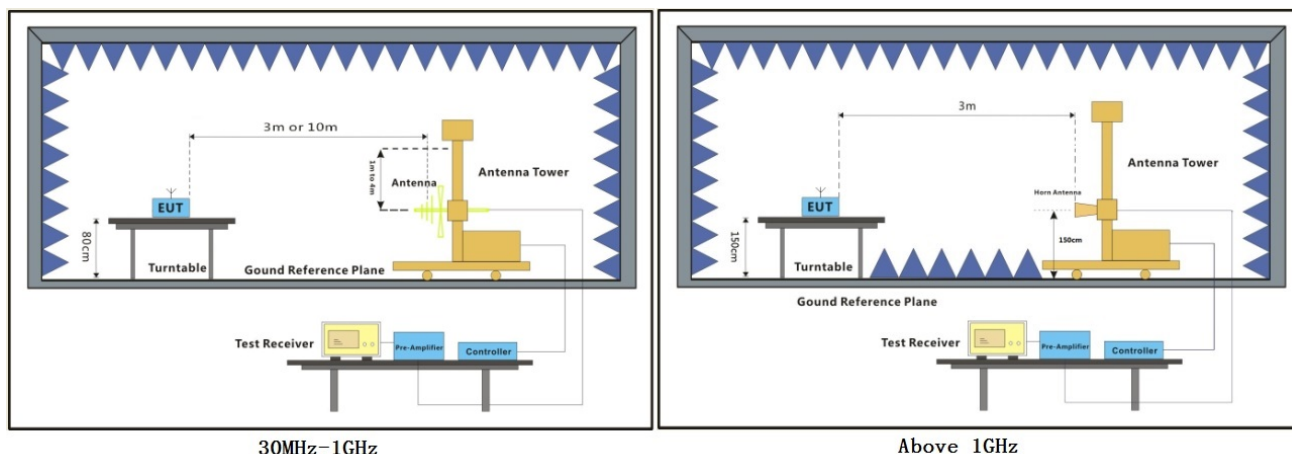 3m or 10m
1m to 4m
Antenna
Antenna Tower
EUT
80cm
Turntable
Gound Reference Plane
Test Receiver
Pre-Amplifier
Controller
30MHz-1GHz
3m
Antenna Tower
Horn Antenna
EUT
150cm
150cm
Turntable
Gound Reference Plane
Test Receiver
Pre-Amplifier
Controller
Above 1GHz